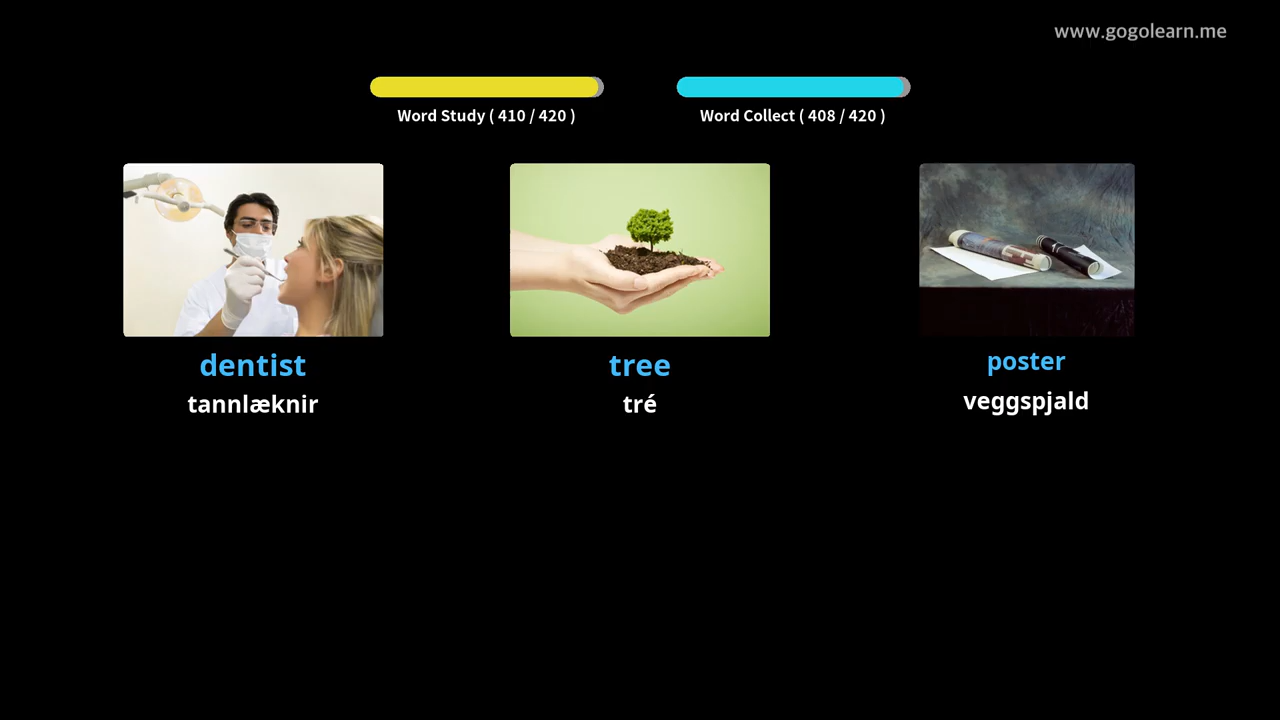 www.gogolearn.me
Word Study ( 410 / 420 )
Word Collect ( 408 / 420 )
dentist
tannlæknir
tree
tré
poster
veggspjald